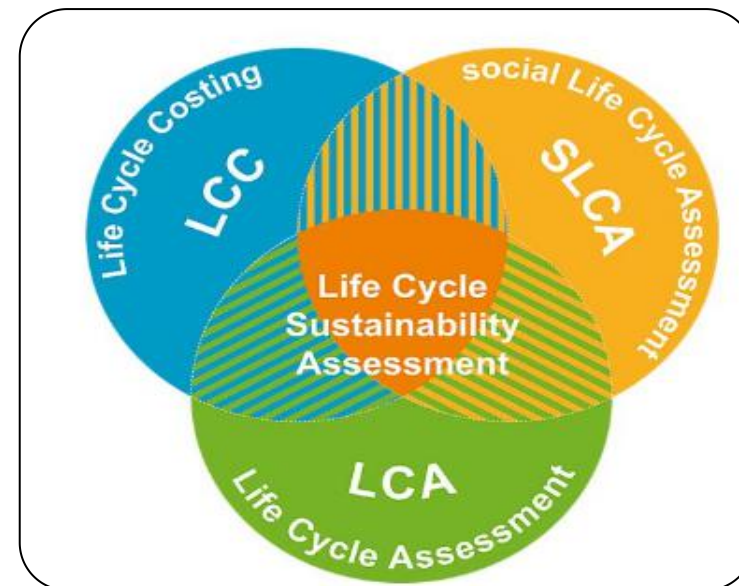 Life Cycle Costing
LCC
social Life Cycle Assessment
SLCA
Life Cycle
Sustainability
Assessment
LCA
Life Cycle Assessment